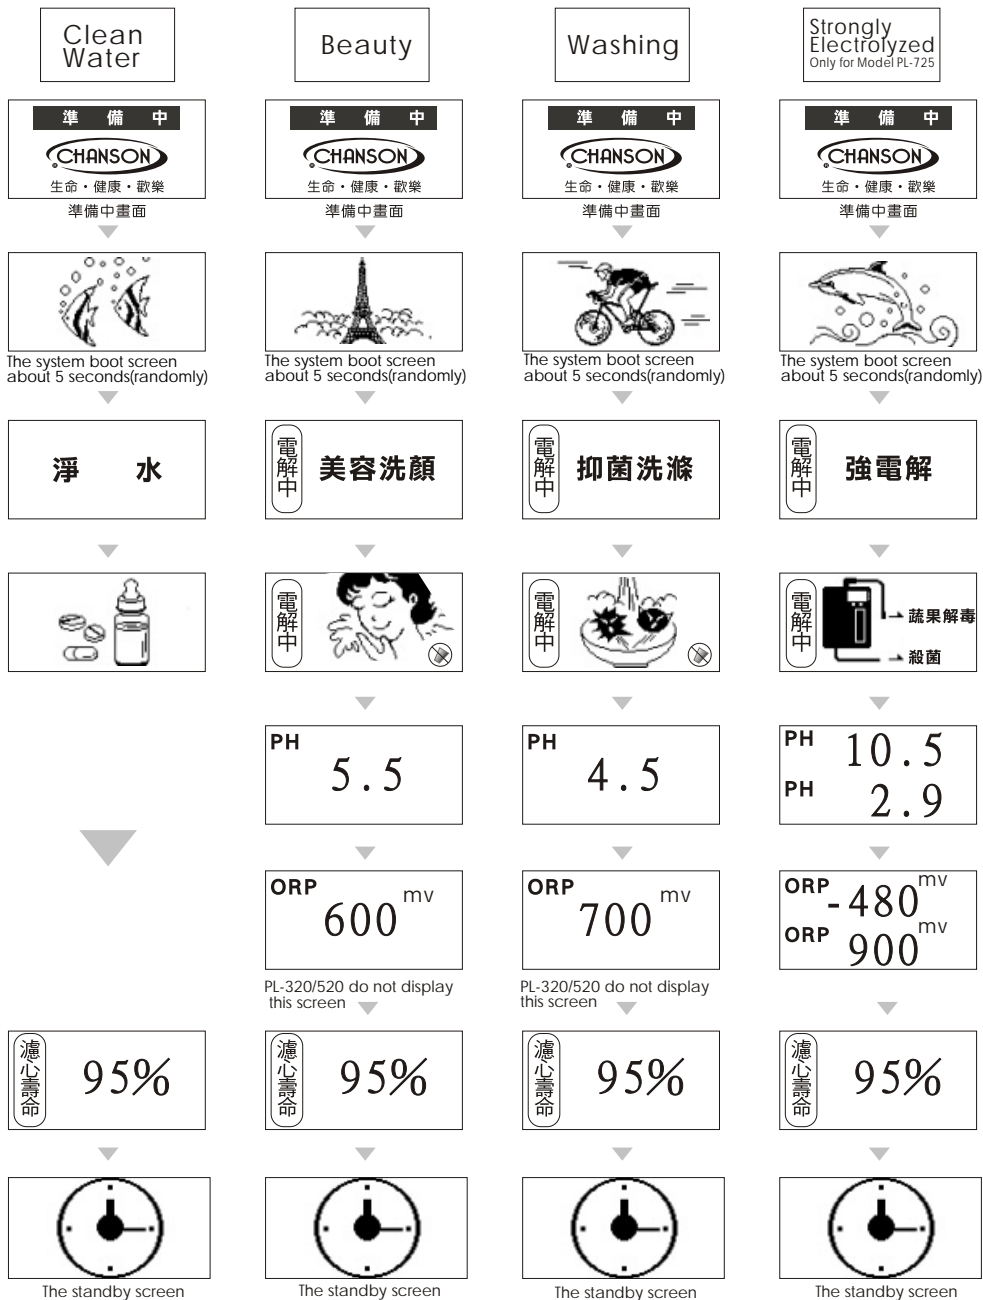 Clean
Water
Beauty
Washing
Strongly
Electrolyzed
Only for Model PL-725
準 備 中
CHANSON
生命・健康・歡樂
準備中畫面
準 備 中
CHANSON
生命・健康・歡樂
準備中畫面
準 備 中
CHANSON
生命・健康・歡樂
準備中畫面
準 備 中
CHANSON
生命・健康・歡樂
準備中畫面
The system boot screen
about 5 seconds(randomly)
The system boot screen
about 5 seconds(randomly)
The system boot screen
about 5 seconds(randomly)
The system boot screen
about 5 seconds(randomly)
淨 水
電解中
美容洗顏
電解中
抑菌洗滌
電解中
強電解
電解中
電解中
電解中
蔬果解毒
殺菌
PH
5.5
PH
4.5
PH 10.5
PH 2.9
ORP 600 mv
ORP 700 mv
ORP -480 mv
ORP 900 mv
PL-320/520 do not display
this screen
PL-320/520 do not display
this screen
濾心壽命
95%
濾心壽命
95%
濾心壽命
95%
濾心壽命
95%
The standby screen
The standby screen
The standby screen
The standby screen